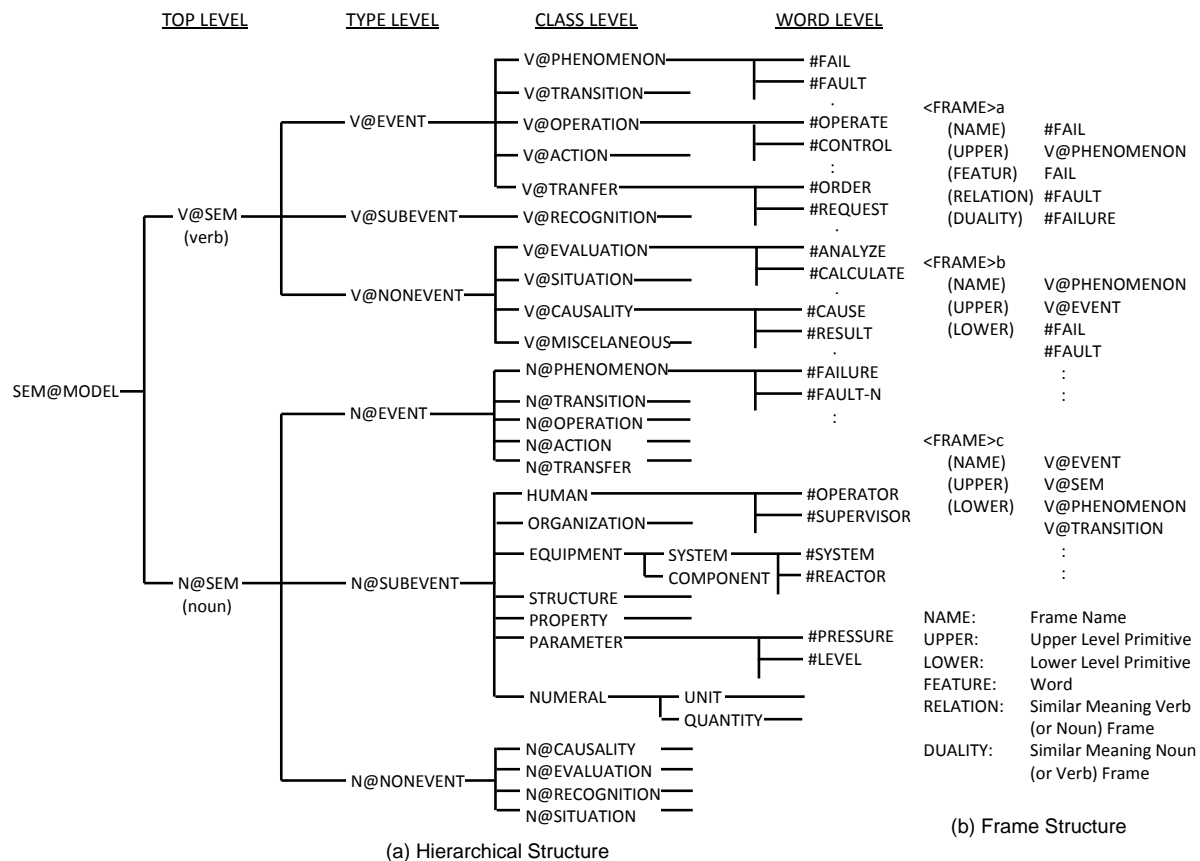 TOP LEVEL TYPE LEVEL CLASS LEVEL WORD LEVEL
SEM@MODEL
V@SEM
(verb)
V@EVENT
V@PHENOMENON
#FAIL
#FAULT
:
V@TRANSITION
V@OPERATION
#OPERATE
#CONTROL
:
V@ACTION
V@TRANFER
#ORDER
#REQUEST
.
V@SUBEVENT
V@RECOGNITION
V@NONEVENT
V@EVALUATION
#ANALYZE
#CALCULATE
.
V@SITUATION
V@CAUSALITY
#CAUSE
#RESULT
.
V@MISCELANEOUS
N@SEM
(noun)
N@EVENT
N@PHENOMENON
#FAILURE
#FAULT-N
:
N@TRANSITION
N@OPERATION
N@ACTION
N@TRANSFER
N@SUBEVENT
HUMAN
#OPERATOR
#SUPERVISOR
ORGANIZATION
EQUIPMENT
SYSTEM
COMPONENT
#SYSTEM
#REACTOR
STRUCTURE
PROPERTY
PARAMETER
#PRESSURE
#LEVEL
NUMERAL
UNIT
QUANTITY
N@NONEVENT
N@CAUSALITY
N@EVALUATION
N@RECOGNITION
N@SITUATION
(a) Hierarchical Structure
<FRAME>a
(NAME) #FAIL
(UPPER) V@PHENOMENON
(FEATUR) FAIL
(RELATION) #FAULT
(DUALITY) #FAILURE
<FRAME>b
(NAME) V@PHENOMENON
(UPPER) V@EVENT
(LOWER) #FAIL
#FAULT
:
:
<FRAME>c
(NAME) V@EVENT
(UPPER) V@SEM
(LOWER) V@PHENOMENON
V@TRANSITION
:
:
NAME: Frame Name
UPPER: Upper Level Primitive
LOWER: Lower Level Primitive
FEATURE: Word
RELATION: Similar Meaning Verb
(or Noun) Frame
DUALITY: Similar Meaning Noun
(or Verb) Frame
(b) Frame Structure